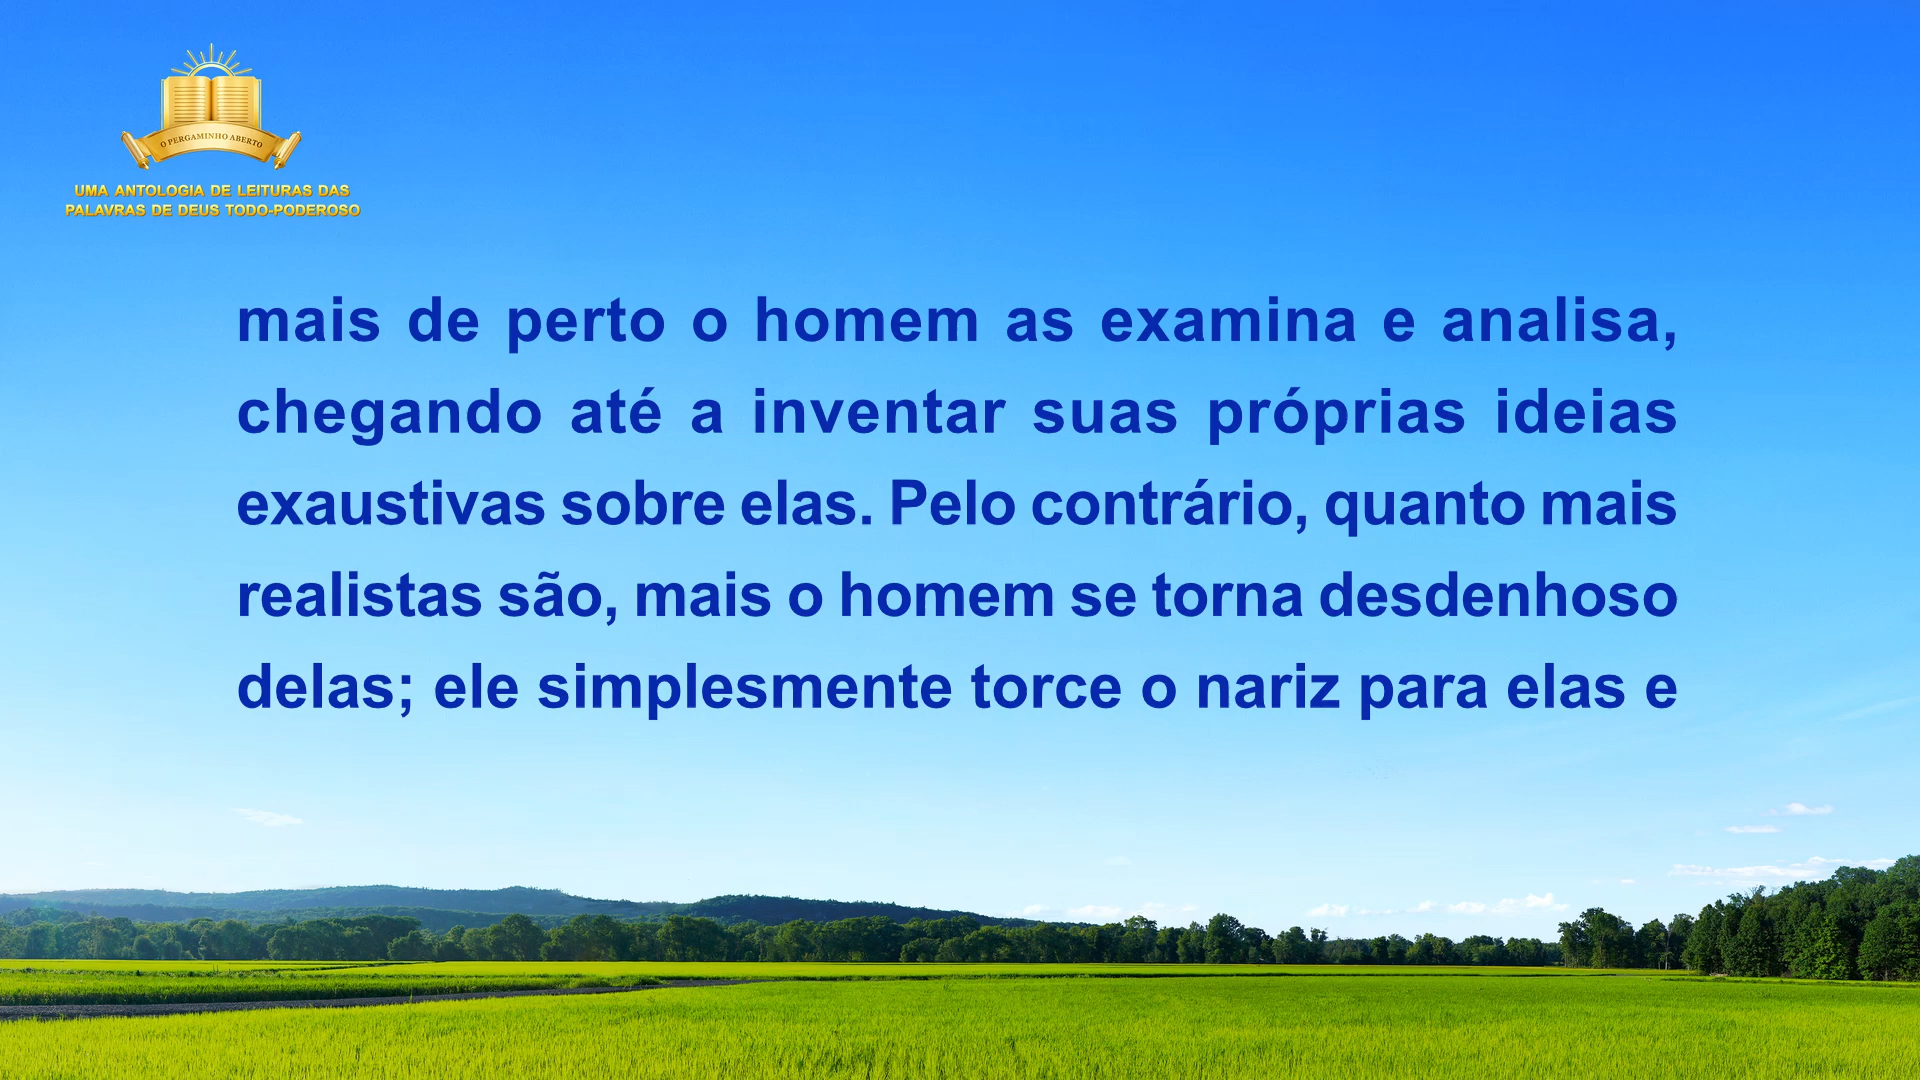 O PERGAMINHO ABERTO
UMA ANTOLOGIA DE LEITURAS DAS
PALAVRAS DE DEUS TODO-PODEROSO
mais de perto o homem as examina e analisa,
chegando até a inventar suas próprias ideias
exaustivas sobre elas. Pelo contrário, quanto mais
realistas são, mais o homem se torna desdenhoso
delas; ele simplesmente torce o nariz para elas e